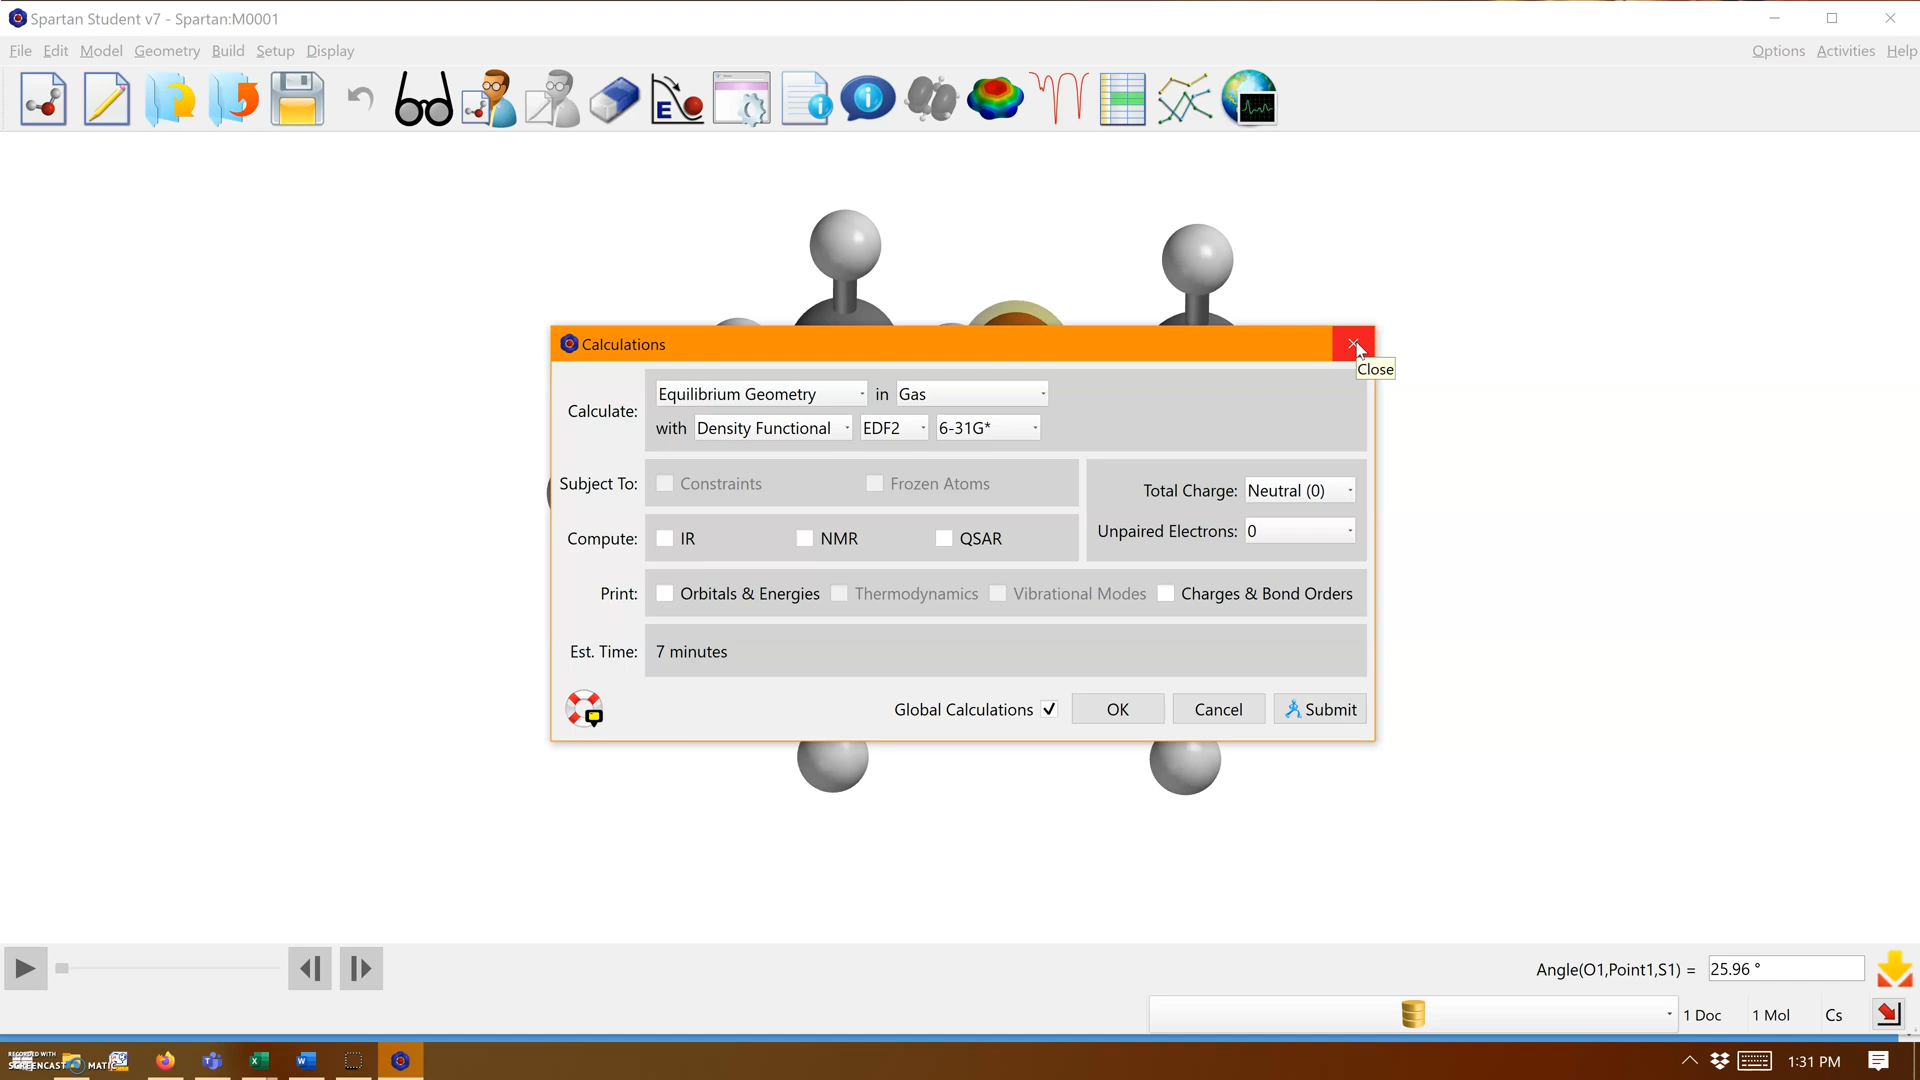 Spartan Student v7 - Spartan:M0001
File Edit Model Geometry Build Setup Display Options Activities Help
E
Calculations
Close
Calculate: Equilibrium Geometry in Gas
with Density Functional EDF2 6-31G*
Subject To: Constraints Frozen Atoms
Total Charge: Neutral (0)
Compute: IR NMR QSAR
Unpaired Electrons: 0
Print: Orbitals & Energies Thermodynamics Vibrational Modes Charges & Bond Orders
Est. Time: 7 minutes
Global Calculations OK Cancel Submit
Angle(O1,Point1,S1) = 25.96 °
1 Doc 1 Mol Cs
RECORDED WITH
SCREENCAST MATIC
1:31 PM